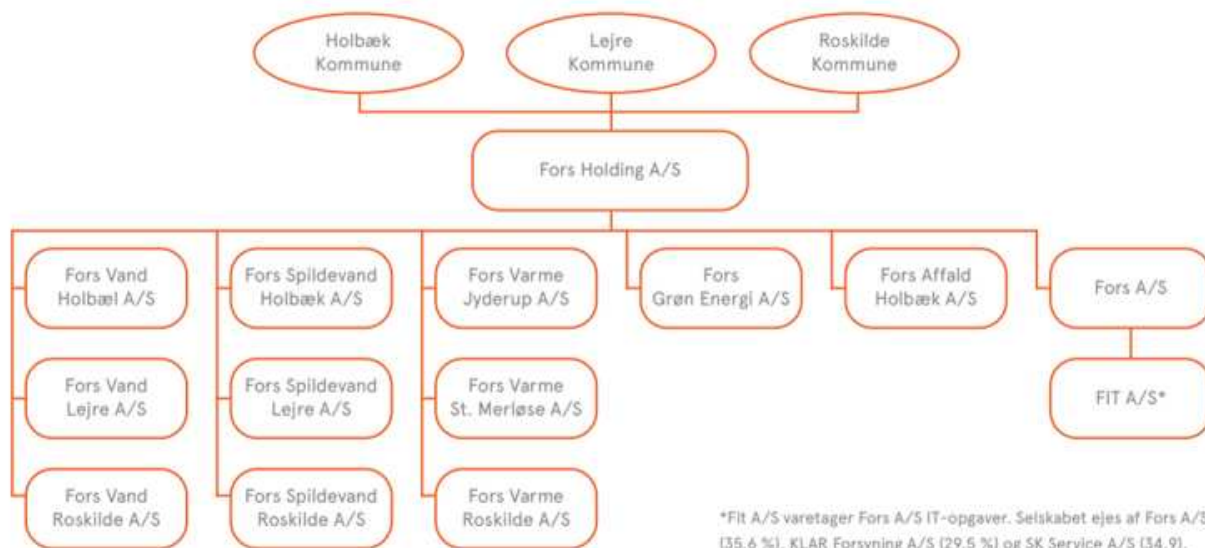 Holbæk
Kommune
Lejre
Kommune
Roskilde
Kommune
Fors Holding A/S
Fors Vand
Holbæl A/S
Fors Spildevand
Holbæk A/S
Fors Varme
Jyderup A/S
Fors
Grøn Energi A/S
Fors Affald
Holbæk A/S
Fors A/S
Fors Vand
Lejre A/S
Fors Spildevand
Lejre A/S
Fors Varme
St. Merløse A/S
FIT A/S*
Fors Vand
Roskilde A/S
Fors Spildevand
Roskilde A/S
Fors Varme
Roskilde A/S
*Fit A/S varetager Fors A/S IT-opgaver. Selskabet ejes af Fors A/S
(35,6 %), KLAR Forsyning A/S (29,5 %) og SK Service A/S (34,9).